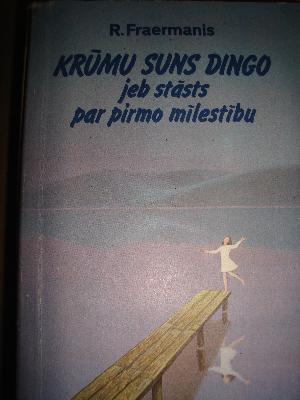 R. Fraermanis
KRŪMU SUNS DINGO
jeb stāsts
par pirmo mīlestību